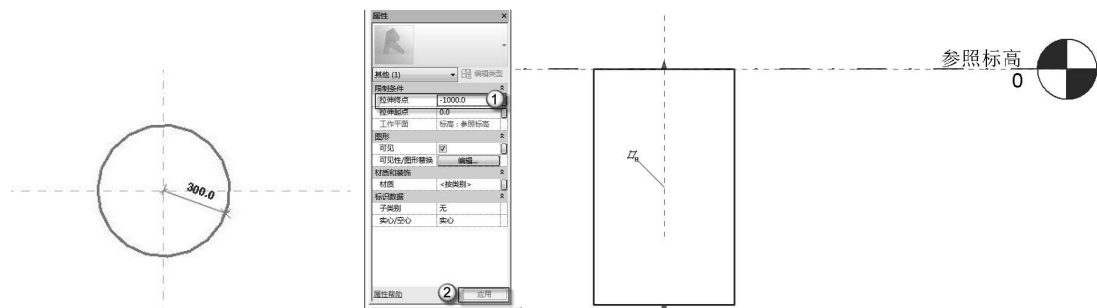 300.0
属性
其他 (1)
编辑类型
限制条件
拉伸终点 -1000.0 1
拉伸起点 0.0
工作平面 标高 : 参照标高
图形
可见
可见性/图形替换 编辑...
材质和装饰
材质 <按类别>
标识数据
子类别 无
实心/空心 实心
属性帮助 2 应用
参照标高
0